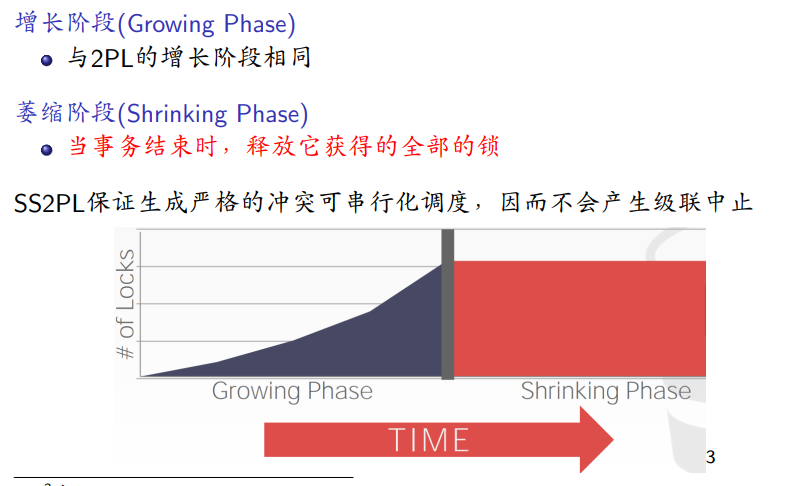 增长阶段(Growing Phase)
与2PL的增长阶段相同
萎缩阶段(Shrinking Phase)
当事务结束时，释放它获得的全部的锁
SS2PL保证生成严格的冲突可串行化调度，因而不会产生级联中止
# of Locks
Growing Phase
Shrinking Phase
TIME
3